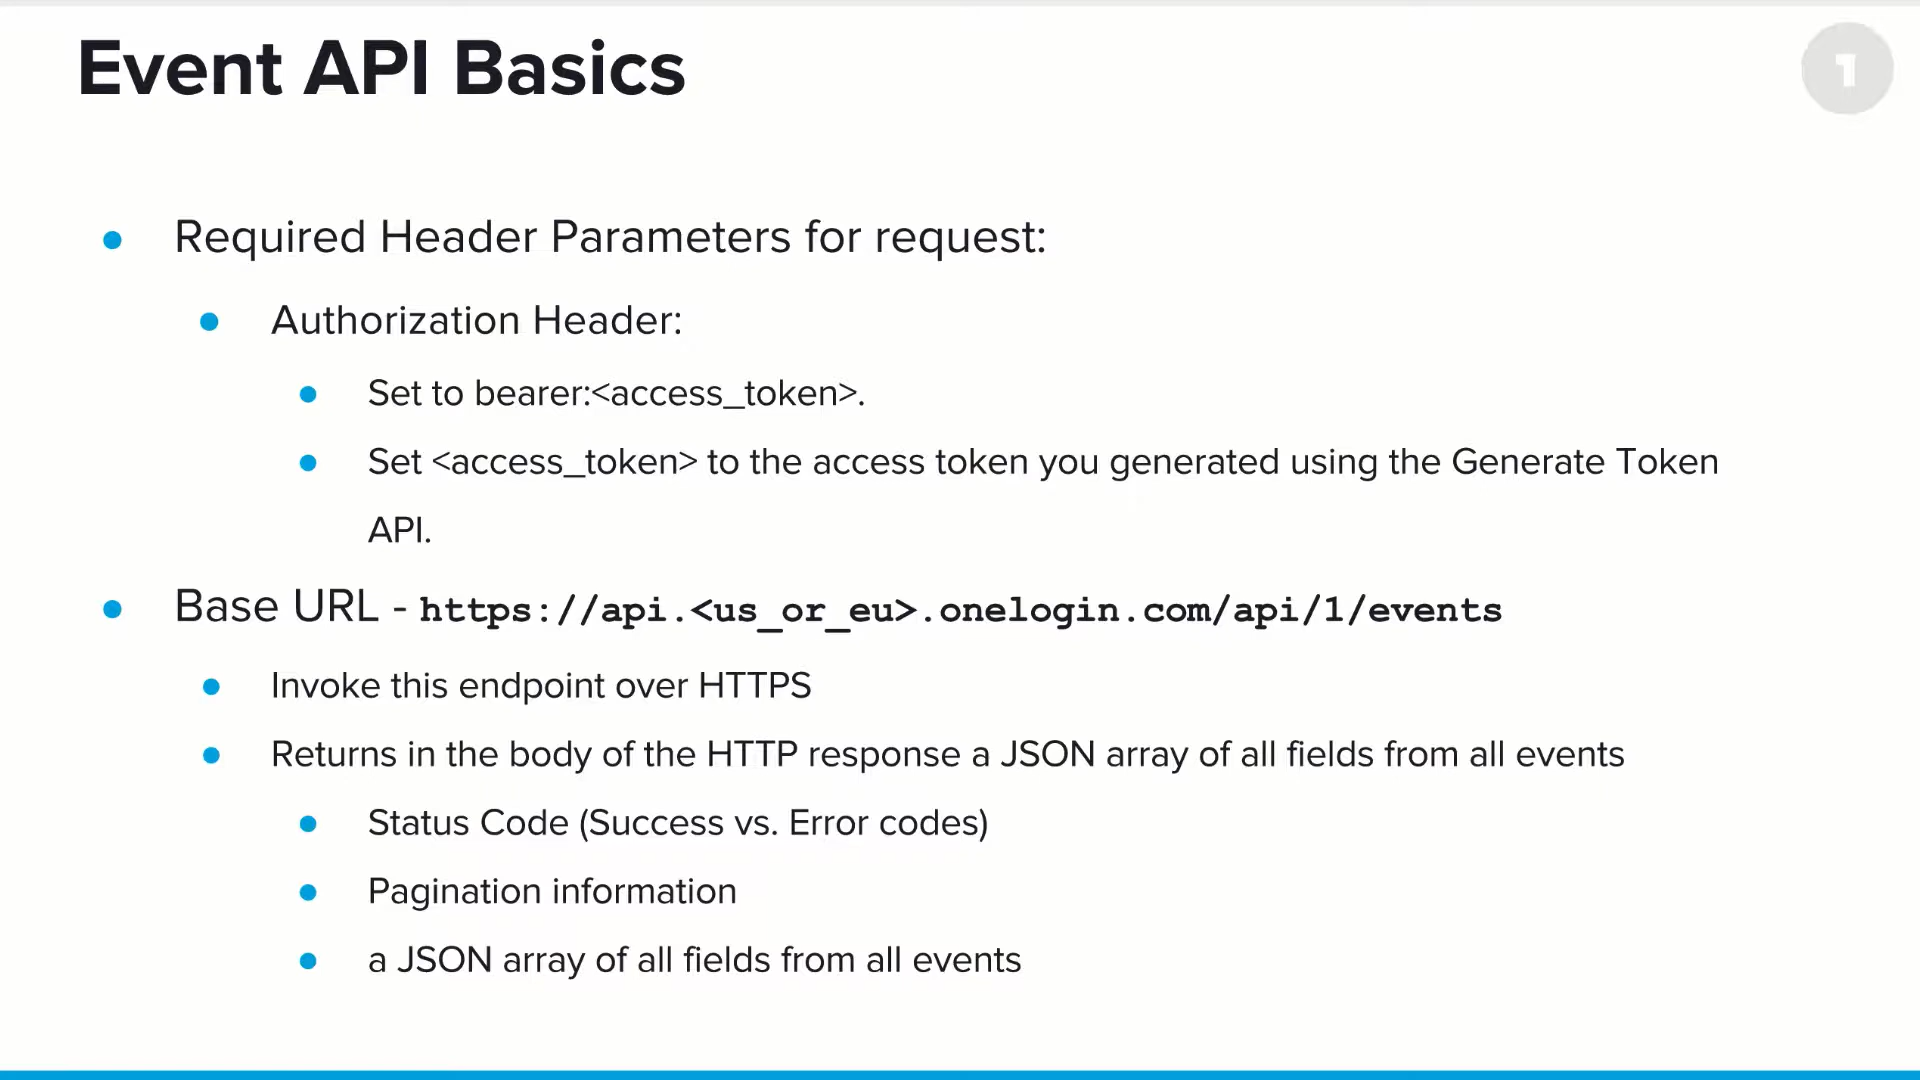 Event API Basics
1
Required Header Parameters for request:
Authorization Header:
Set to bearer:<access_token>.
Set <access_token> to the access token you generated using the Generate Token
API.
Base URL - https://api.<us_or_eu>.onelogin.com/api/1/events
Invoke this endpoint over HTTPS
Returns in the body of the HTTP response a JSON array of all fields from all events
Status Code (Success vs. Error codes)
Pagination information
a JSON array of all fields from all events